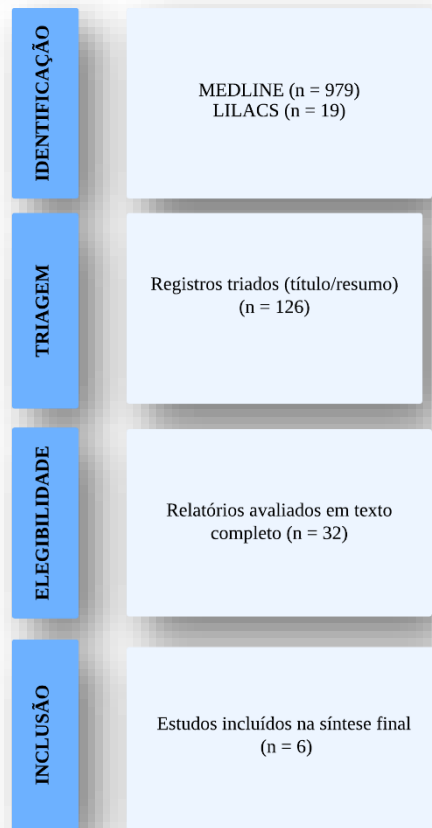 IDENTIFICAÇÃO
MEDLINE (n = 979)
LILACS (n = 19)
TRIAGEM
Registros triados (título/resumo)
(n = 126)
ELEGIBILIDADE
Relatórios avaliados em texto
completo (n = 32)
INCLUSÃO
Estudos incluídos na síntese final
(n = 6)